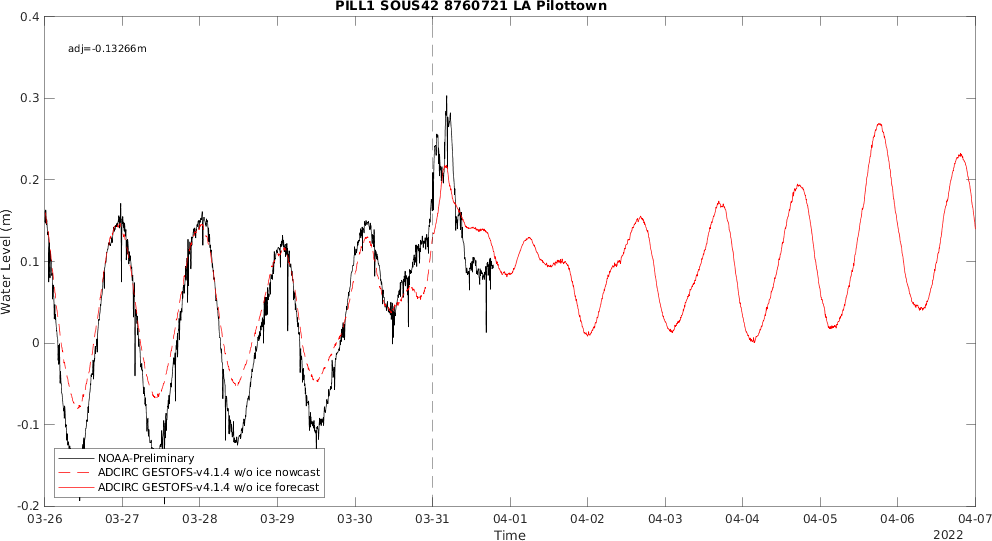 PILL1 SOUS42 8760721 LA Pilottown
adj=-0.13266m
Water Level (m)
0.4
0.3
0.2
0.1
0
-0.1
-0.2
NOAA-Preliminary
ADCIRC GESTOFS-v4.1.4 w/o ice nowcast
ADCIRC GESTOFS-v4.1.4 w/o ice forecast
03-26 03-27 03-28 03-29 03-30 03-31 04-01 04-02 04-03 04-04 04-05 04-06 04-07
Time
2022